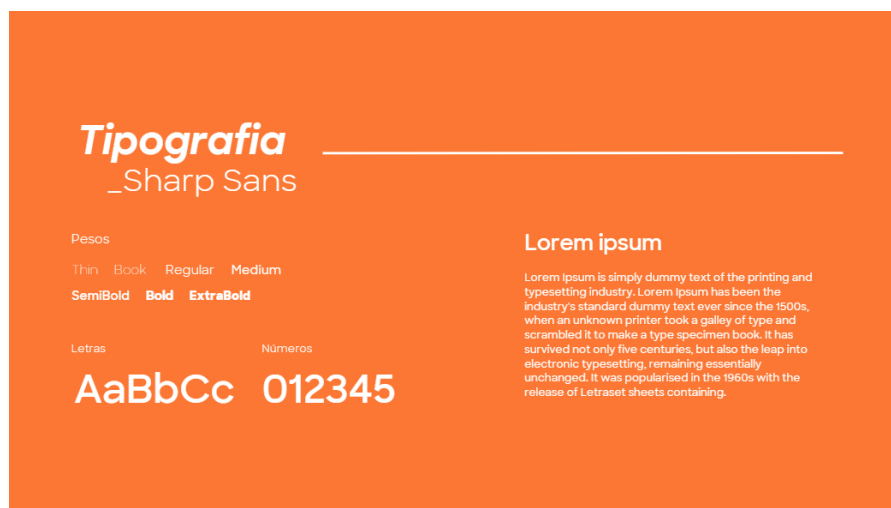 Tipografia
_Sharp Sans
Pesos
Thin Book Regular Medium
SemiBold Bold ExtraBold
Letras
AaBbCc
Números
012345
Lorem ipsum
Lorem Ipsum is simply dummy text of the printing and
typesetting industry. Lorem Ipsum has been the
industry's standard dummy text ever since the 1500s,
when an unknown printer took a galley of type and
scrambled it to make a type specimen book. It has
survived not only five centuries, but also the leap into
electronic typesetting, remaining essentially
unchanged. It was popularised in the 1960s with the
release of Letraset sheets containing.